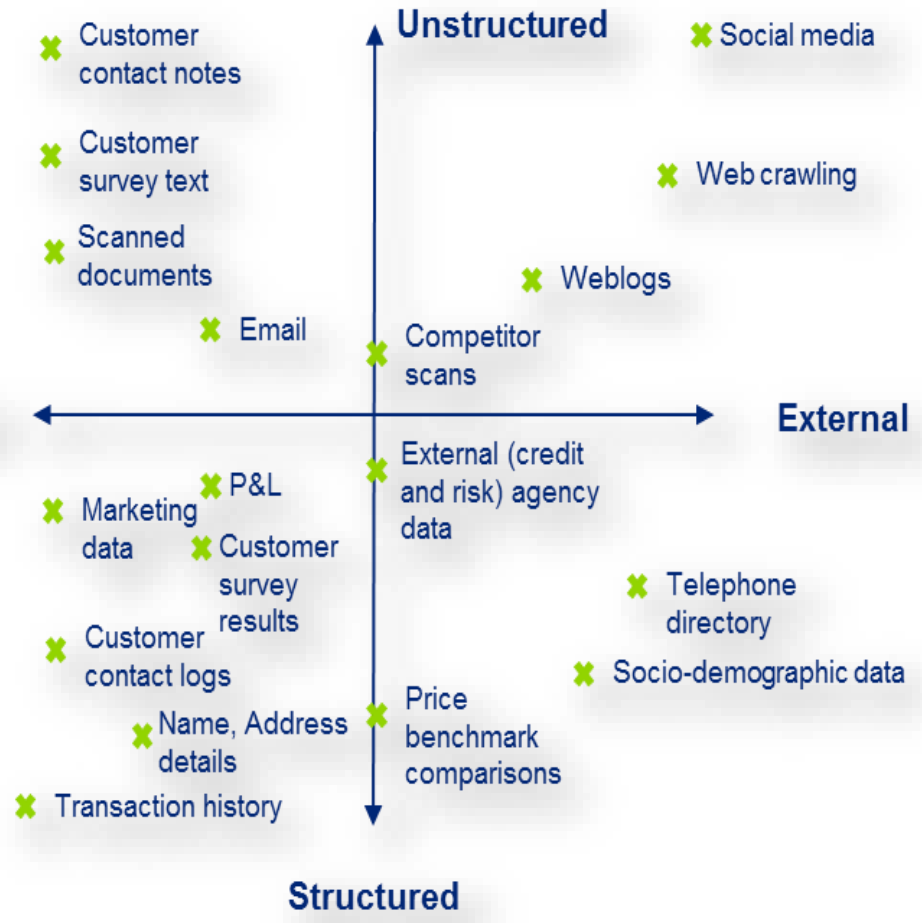 Unstructured
Customer
contact notes
Social media
Customer
survey text
Web crawling
Scanned
documents
Weblogs
Email
Competitor
scans
External
P&L
External (credit
and risk) agency
data
Marketing
data
Customer
survey
results
Telephone
directory
Customer
contact logs
Socio-demographic data
Name, Address
details
Price
benchmark
comparisons
Transaction history
Structured